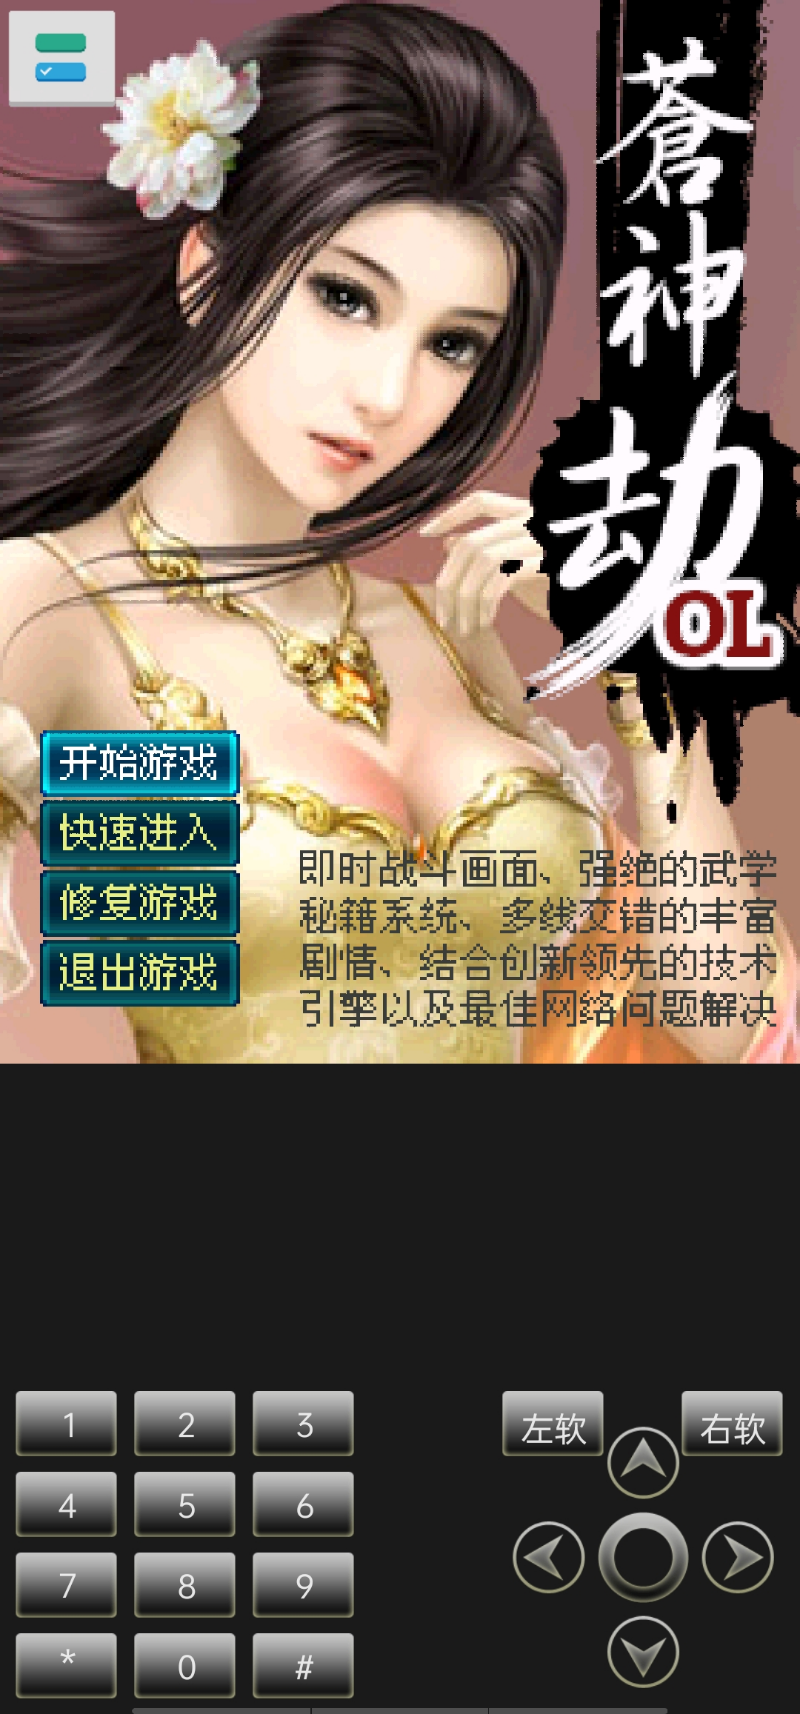 蒼神劫
OL
开始游戏
快速进入
修复游戏
退出游戏
即时战斗画面、强绝的武学
秘籍系统、多线交错的丰富
剧情、结合创新领先的技术
引擎以及最佳网络问题解决
1 2 3 左软 右软
4 5 6
7 8 9
* 0 #